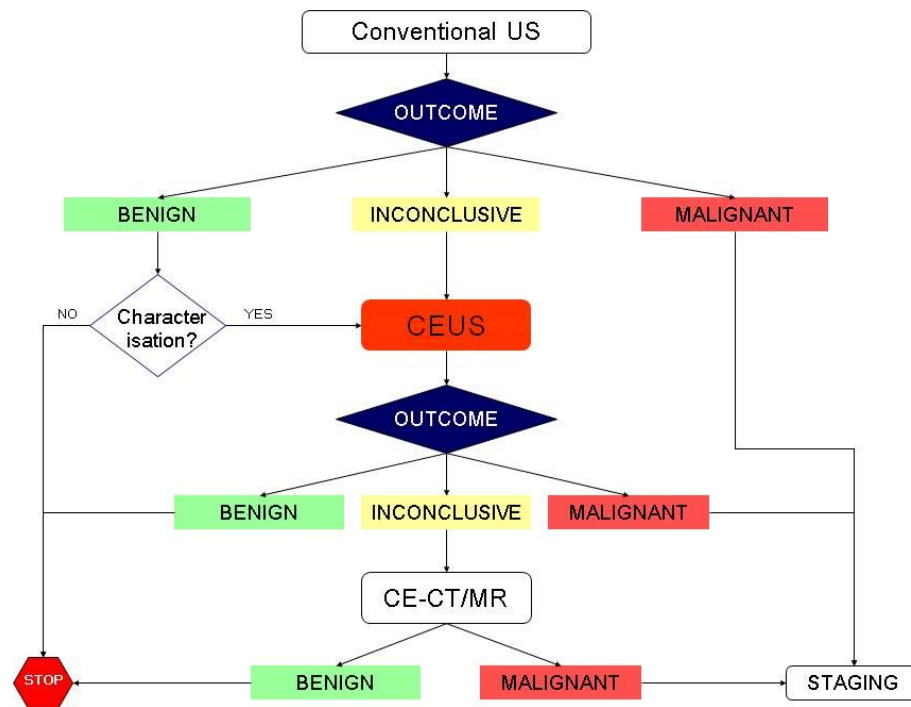 Conventional US
OUTCOME
BENIGN
INCONCLUSIVE
MALIGNANT
NO
Character
isation?
YES
CEUS
OUTCOME
BENIGN
INCONCLUSIVE
MALIGNANT
CE-CT/MR
STOP
BENIGN
MALIGNANT
STAGING